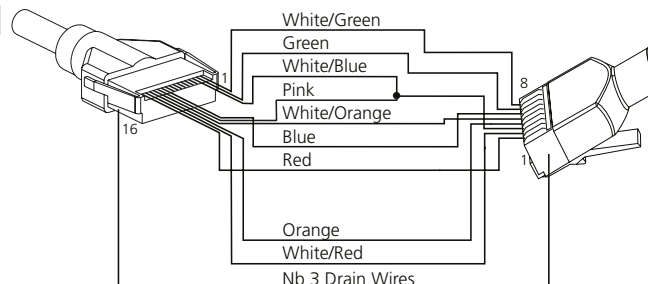 White/Green
Green
White/Blue
Pink
White/Orange
Blue
Red
Orange
White/Red
Nb 3 Drain Wires
1
16
8
1